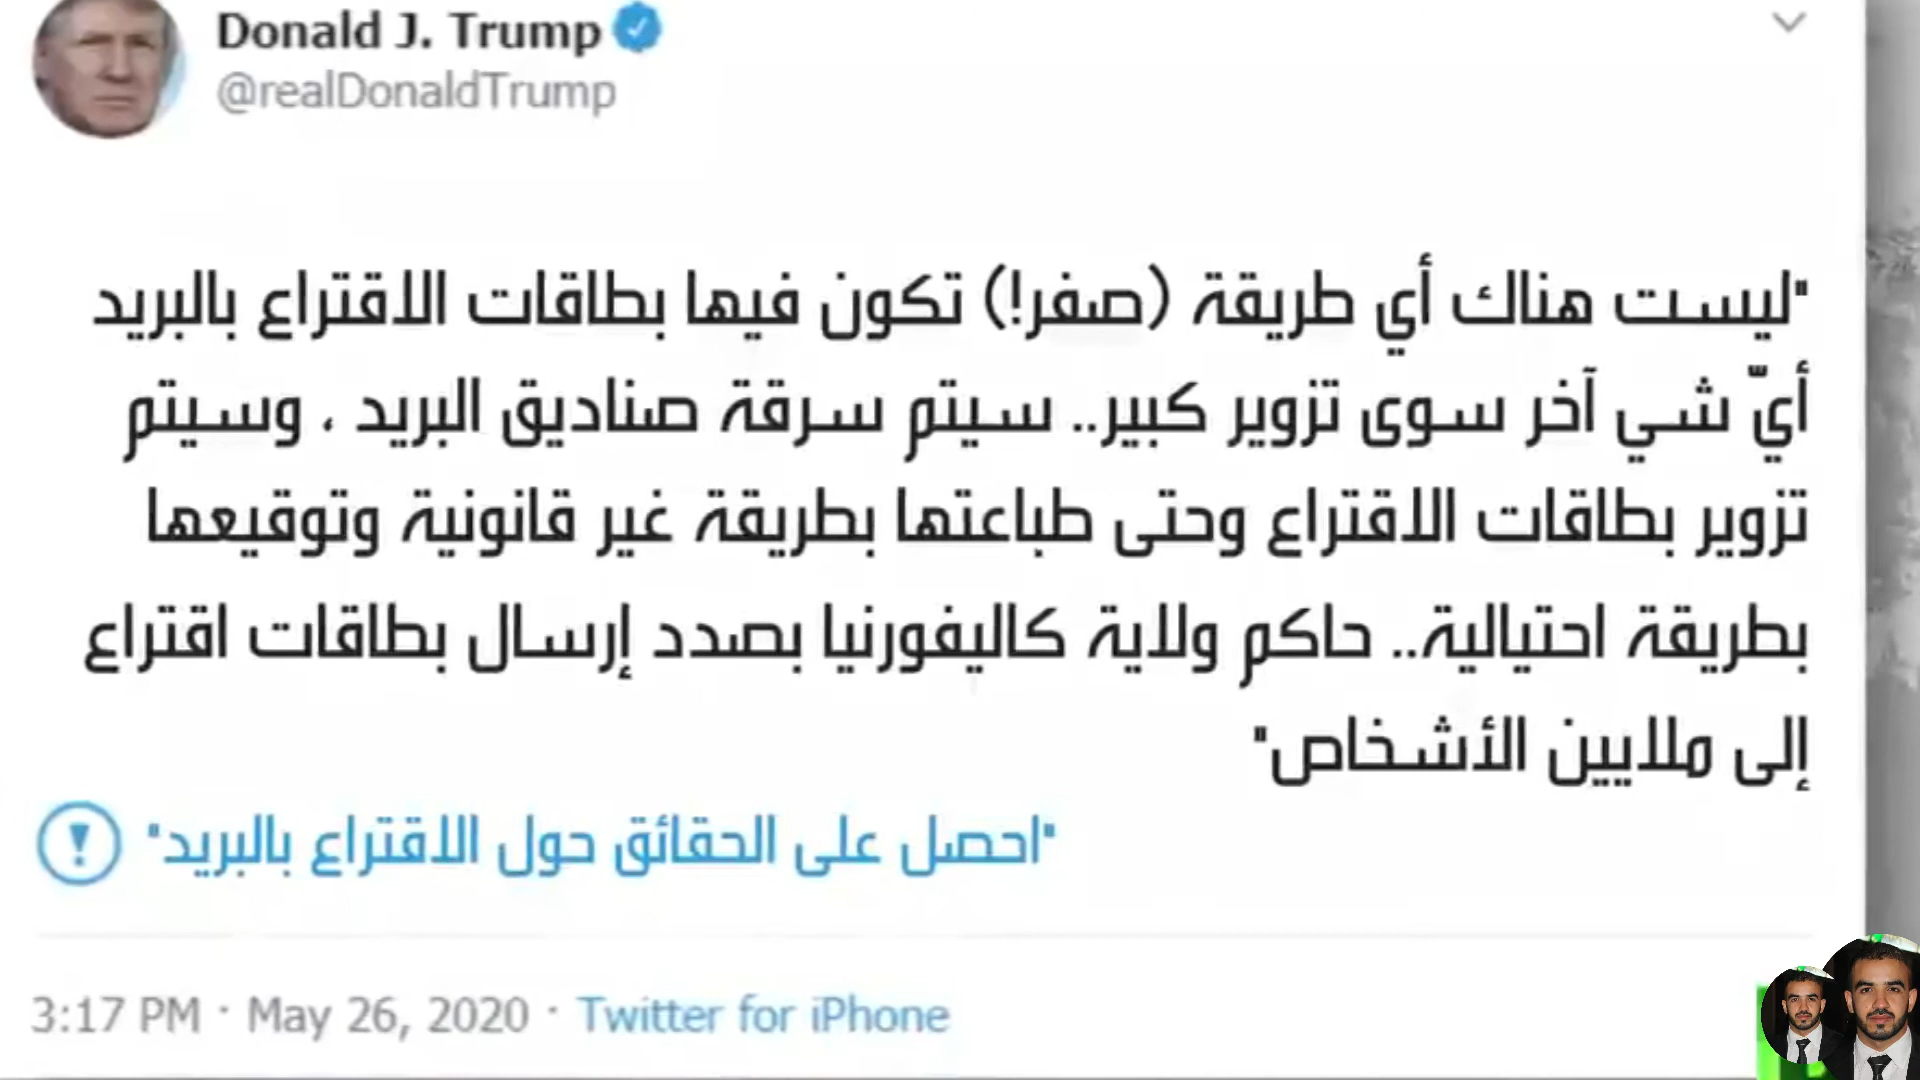 Donald J. Trump
@realDonaldTrump
"ليست هناك أي طريقة (صفر!) تكون فيها بطاقات الاقتراع بالبريد
أيّ شي آخر سوى تزوير كبير.. سيتم سرقة صناديق البريد ، وسيتم
تزوير بطاقات الاقتراع وحتى طباعتها بطريقة غير قانونية وتوقيعها
بطريقة احتيالية.. حاكم ولاية كاليفورنيا بصدد إرسال بطاقات اقتراع
إلى ملايين الأشخاص"
"احصل على الحقائق حول الاقتراع بالبريد"
3:17 PM · May 26, 2020 · Twitter for iPhone